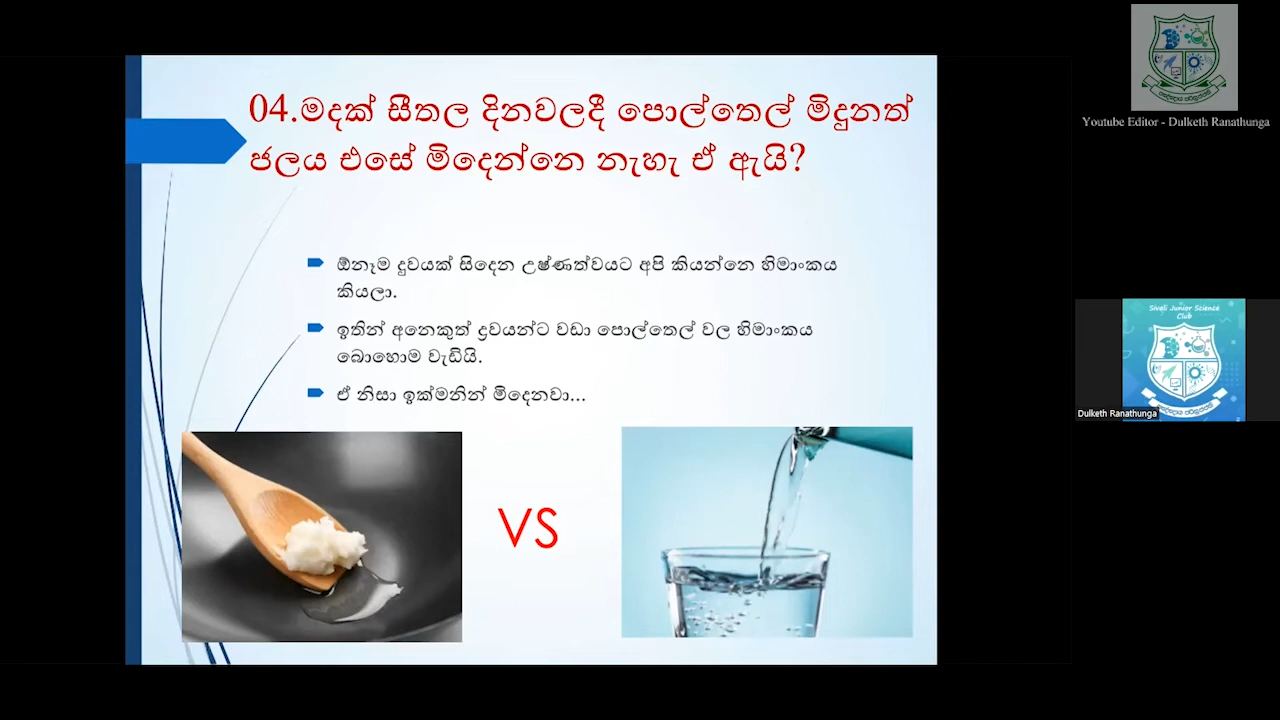 04.මදක් සීතල දිනවලදී පොල්තෙල් මිදුනත්
ජලය එසේ මිදෙන්නෙ නැහැ ඒ ඇයි?
ඕනෑම ද්‍රවයක් සිදෙන උෂ්ණත්වයට අපි කියන්නෙ හිමාංකය
කියලා.
ඉතින් අනෙකුත් ද්‍රවයන්ට වඩා පොල්තෙල් වල හිමාංකය
බොහොම වැඩියි.
ඒ නිසා ඉක්මනින් මිදෙනවා...
VS
Youtube Editor - Dulketh Ranathunga
Siveli Junior Science
Club
Dulketh Ranathunga